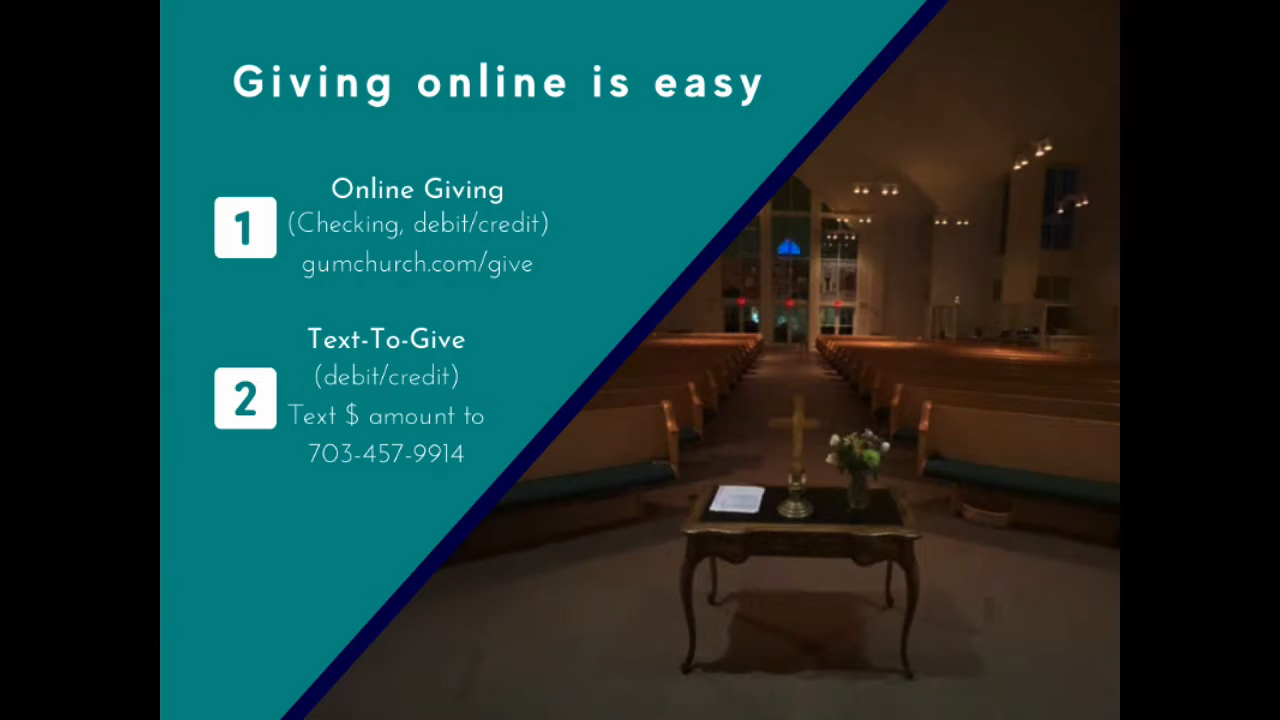 Giving online is easy
1
Online Giving
(Checking, debit/credit)
gumchurch.com/give
2
Text-To-Give
(debit/credit)
Text $ amount to
703-457-9914